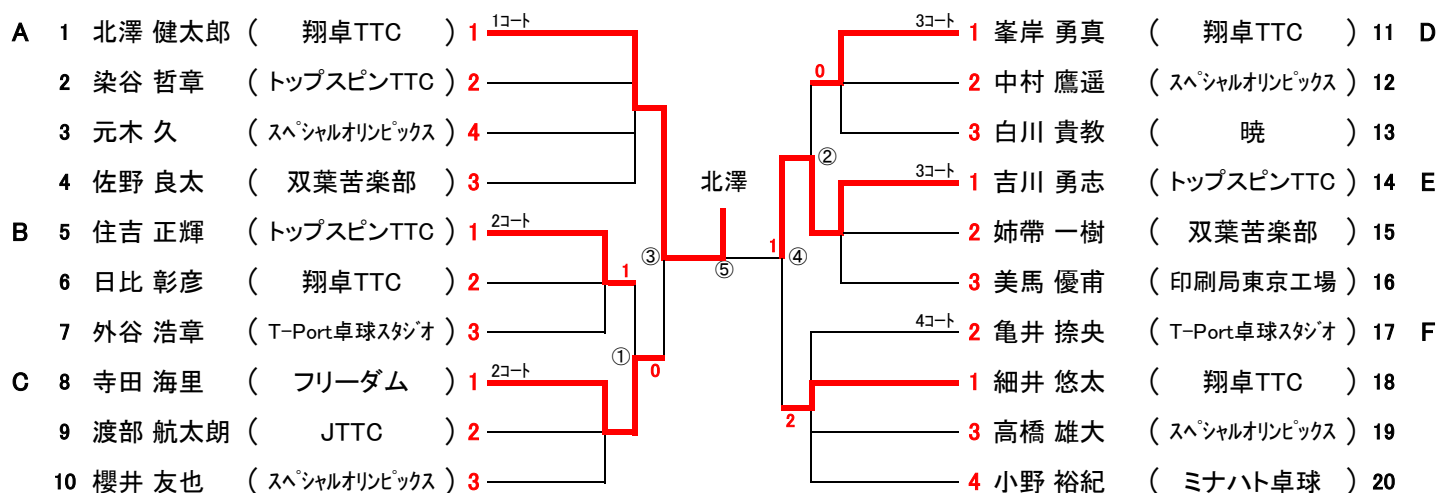 A 1 北澤 健太郎 ( 翔卓TTC ) 1 1コート
2 染谷 哲章 ( トップスピンTTC ) 2
3 元木 久 ( スペシャルオリンピックス ) 4
4 佐野 良太 ( 双葉苦楽部 ) 3
B 5 住吉 正輝 ( トップスピンTTC ) 1 2コート
6 日比 彰彦 ( 翔卓TTC ) 2
7 外谷 浩章 ( T-Port卓球スタジオ ) 3
C 8 寺田 海里 ( フリーダム ) 1 2コート
9 渡部 航太朗 ( JTTC ) 2
10 櫻井 友也 ( スペシャルオリンピックス ) 3
1
①
0
③
北澤
⑤
1
④
0
②
2
3コート 1 峯岸 勇真 ( 翔卓TTC ) 11 D
2 中村 鷹遥 ( スペシャルオリンピックス ) 12
3 白川 貴教 ( 暁 ) 13
3コート 1 吉川 勇志 ( トップスピンTTC ) 14 E
2 姉帶 一樹 ( 双葉苦楽部 ) 15
3 美馬 優甫 ( 印刷局東京工場 ) 16
4コート 2 亀井 捺央 ( T-Port卓球スタジオ ) 17 F
1 細井 悠太 ( 翔卓TTC ) 18
3 高橋 雄大 ( スペシャルオリンピックス ) 19
4 小野 裕紀 ( ミナハト卓球 ) 20